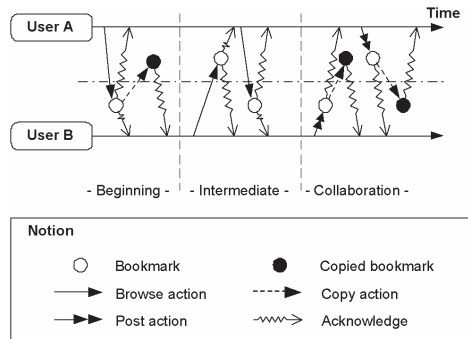 Time
User A
User B
- Beginning - - Intermediate - - Collaboration -
Notion
Bookmark Copied bookmark
Browse action Copy action
Post action Acknowledge